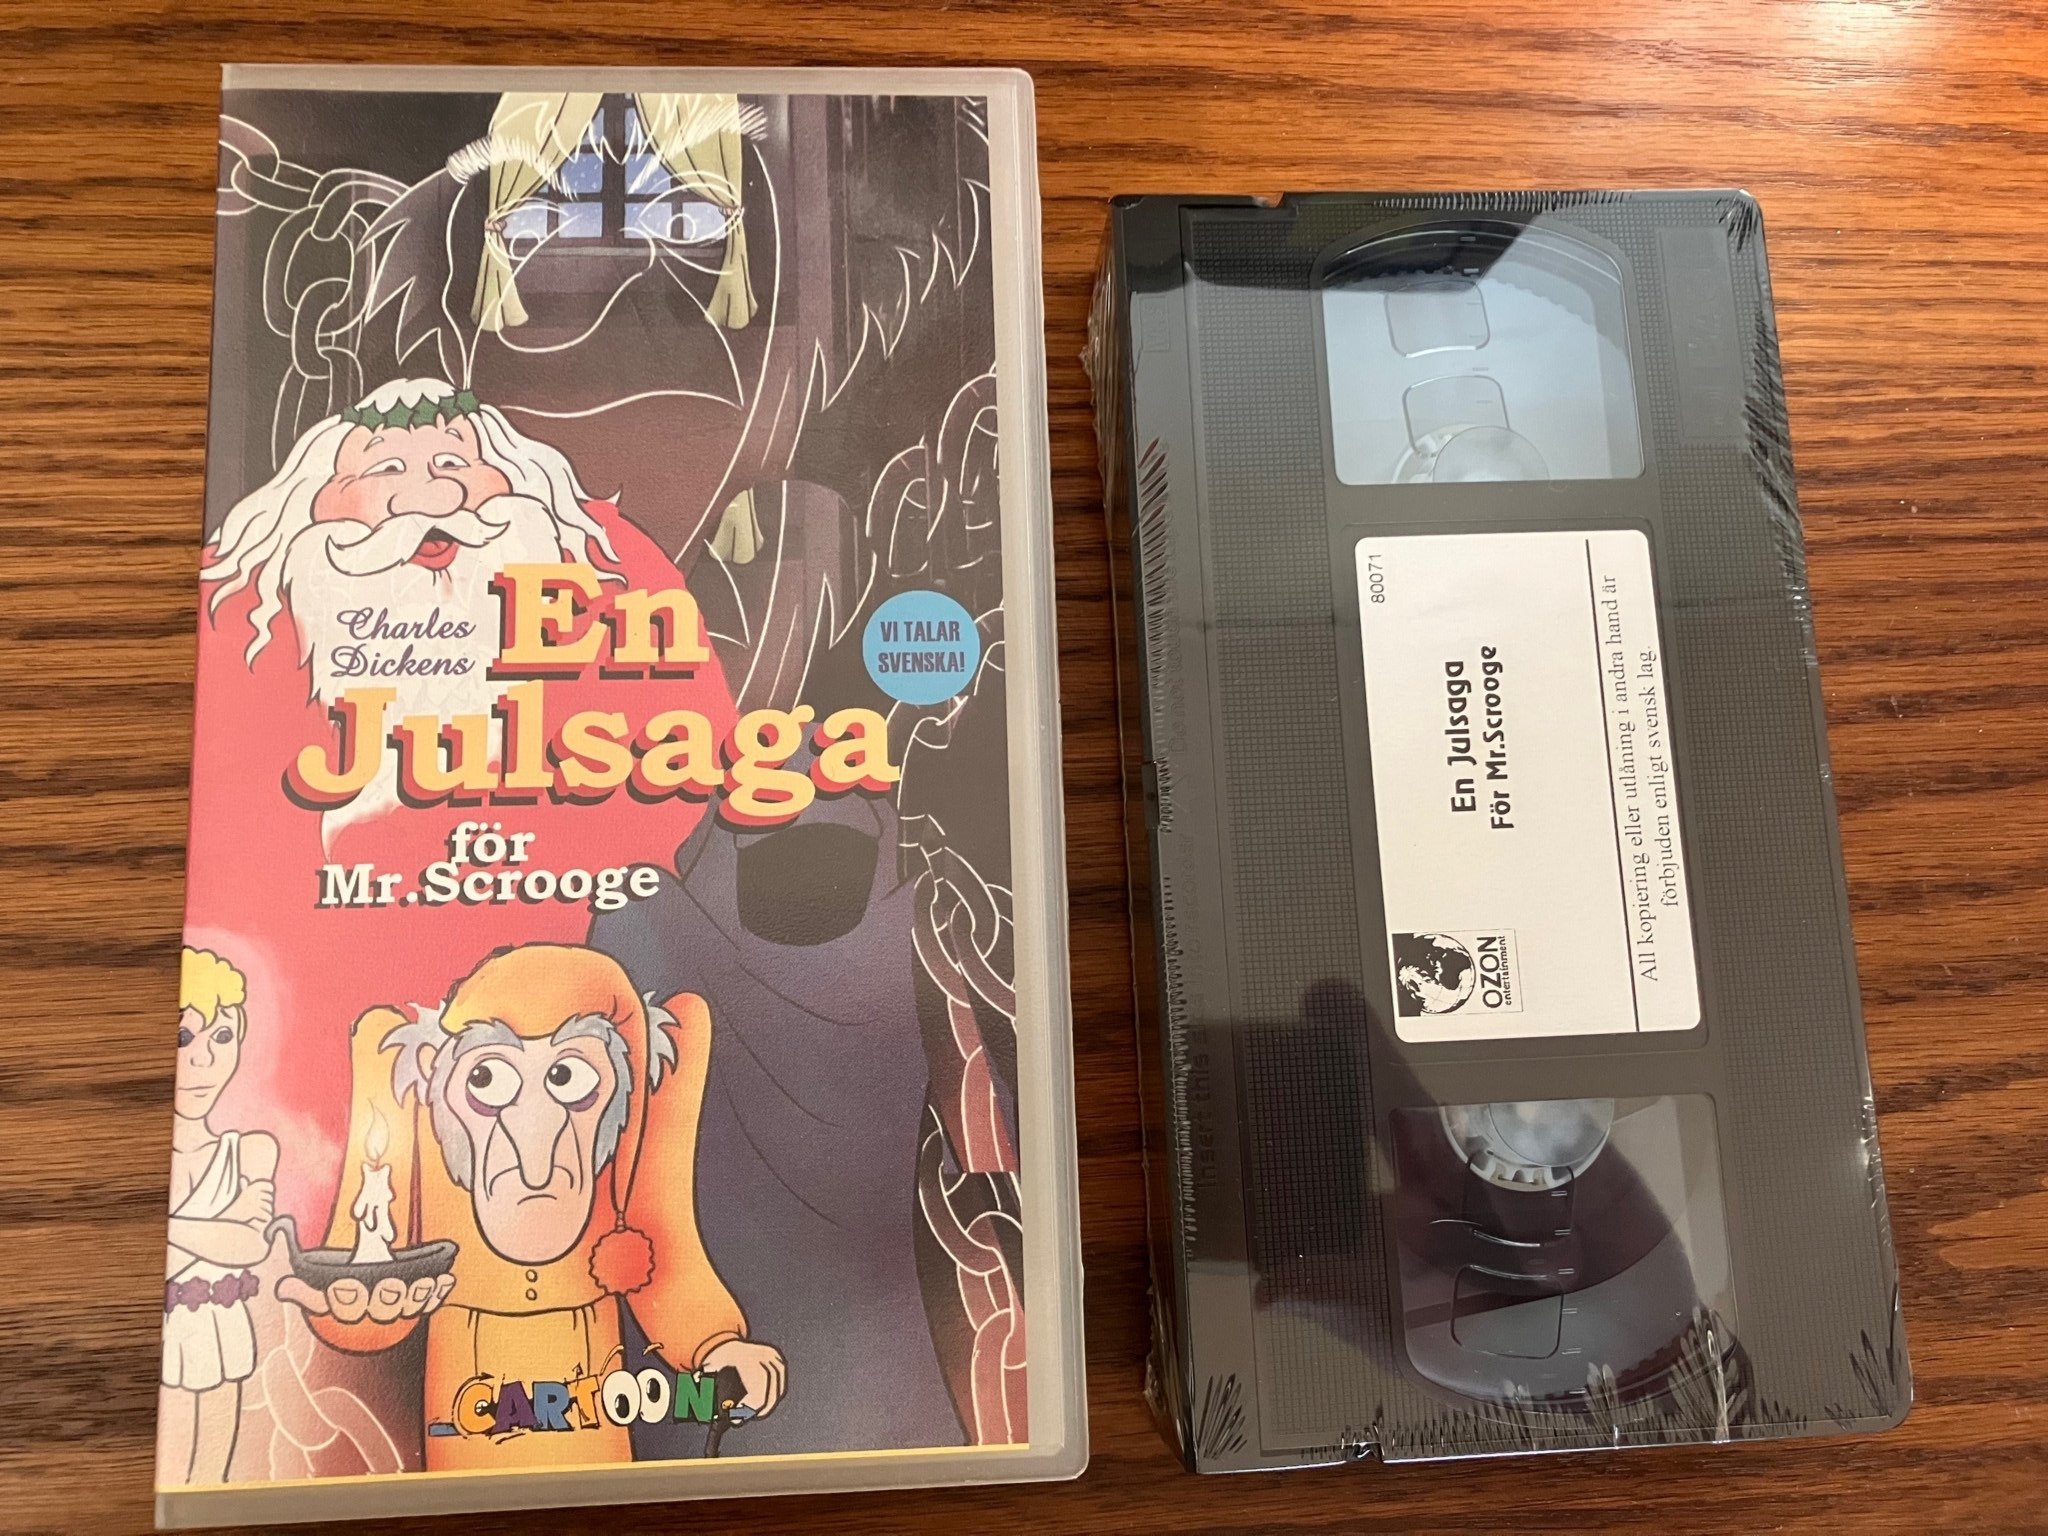 Charles
Dickens
En
Julsaga
för
Mr.Scrooge
VI TALAR
SVENSKA!
CARTOON
80071
En Julsaga
För Mr.Scrooge
OZON
entertainment
All kopiering eller utlåning i andra hand är
förbjuden enligt svensk lag.